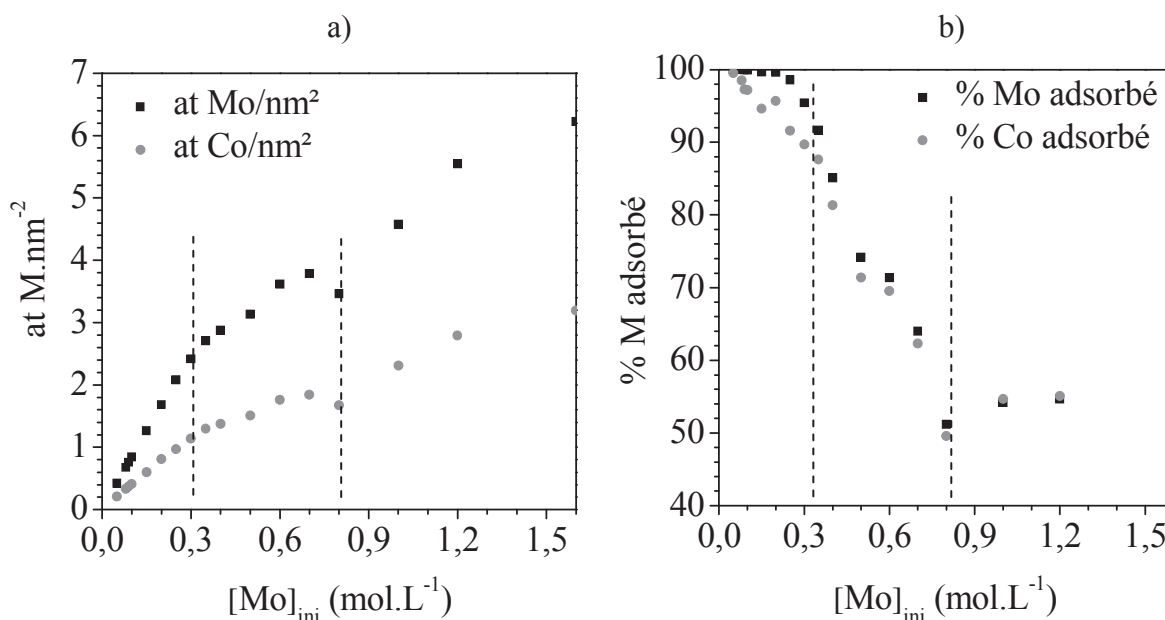 a)
at M.nm-2
7
6
5
4
3
2
1
0
at Mo/nm²
at Co/nm²
0,0 0,3 0,6 0,9 1,2 1,5
[Mo]ini (mol.L-1)
b)
% M adsorbé
100
90
80
70
60
50
40
% Mo adsorbé
% Co adsorbé
0,0 0,3 0,6 0,9 1,2 1,5
[Mo]ini (mol.L-1)